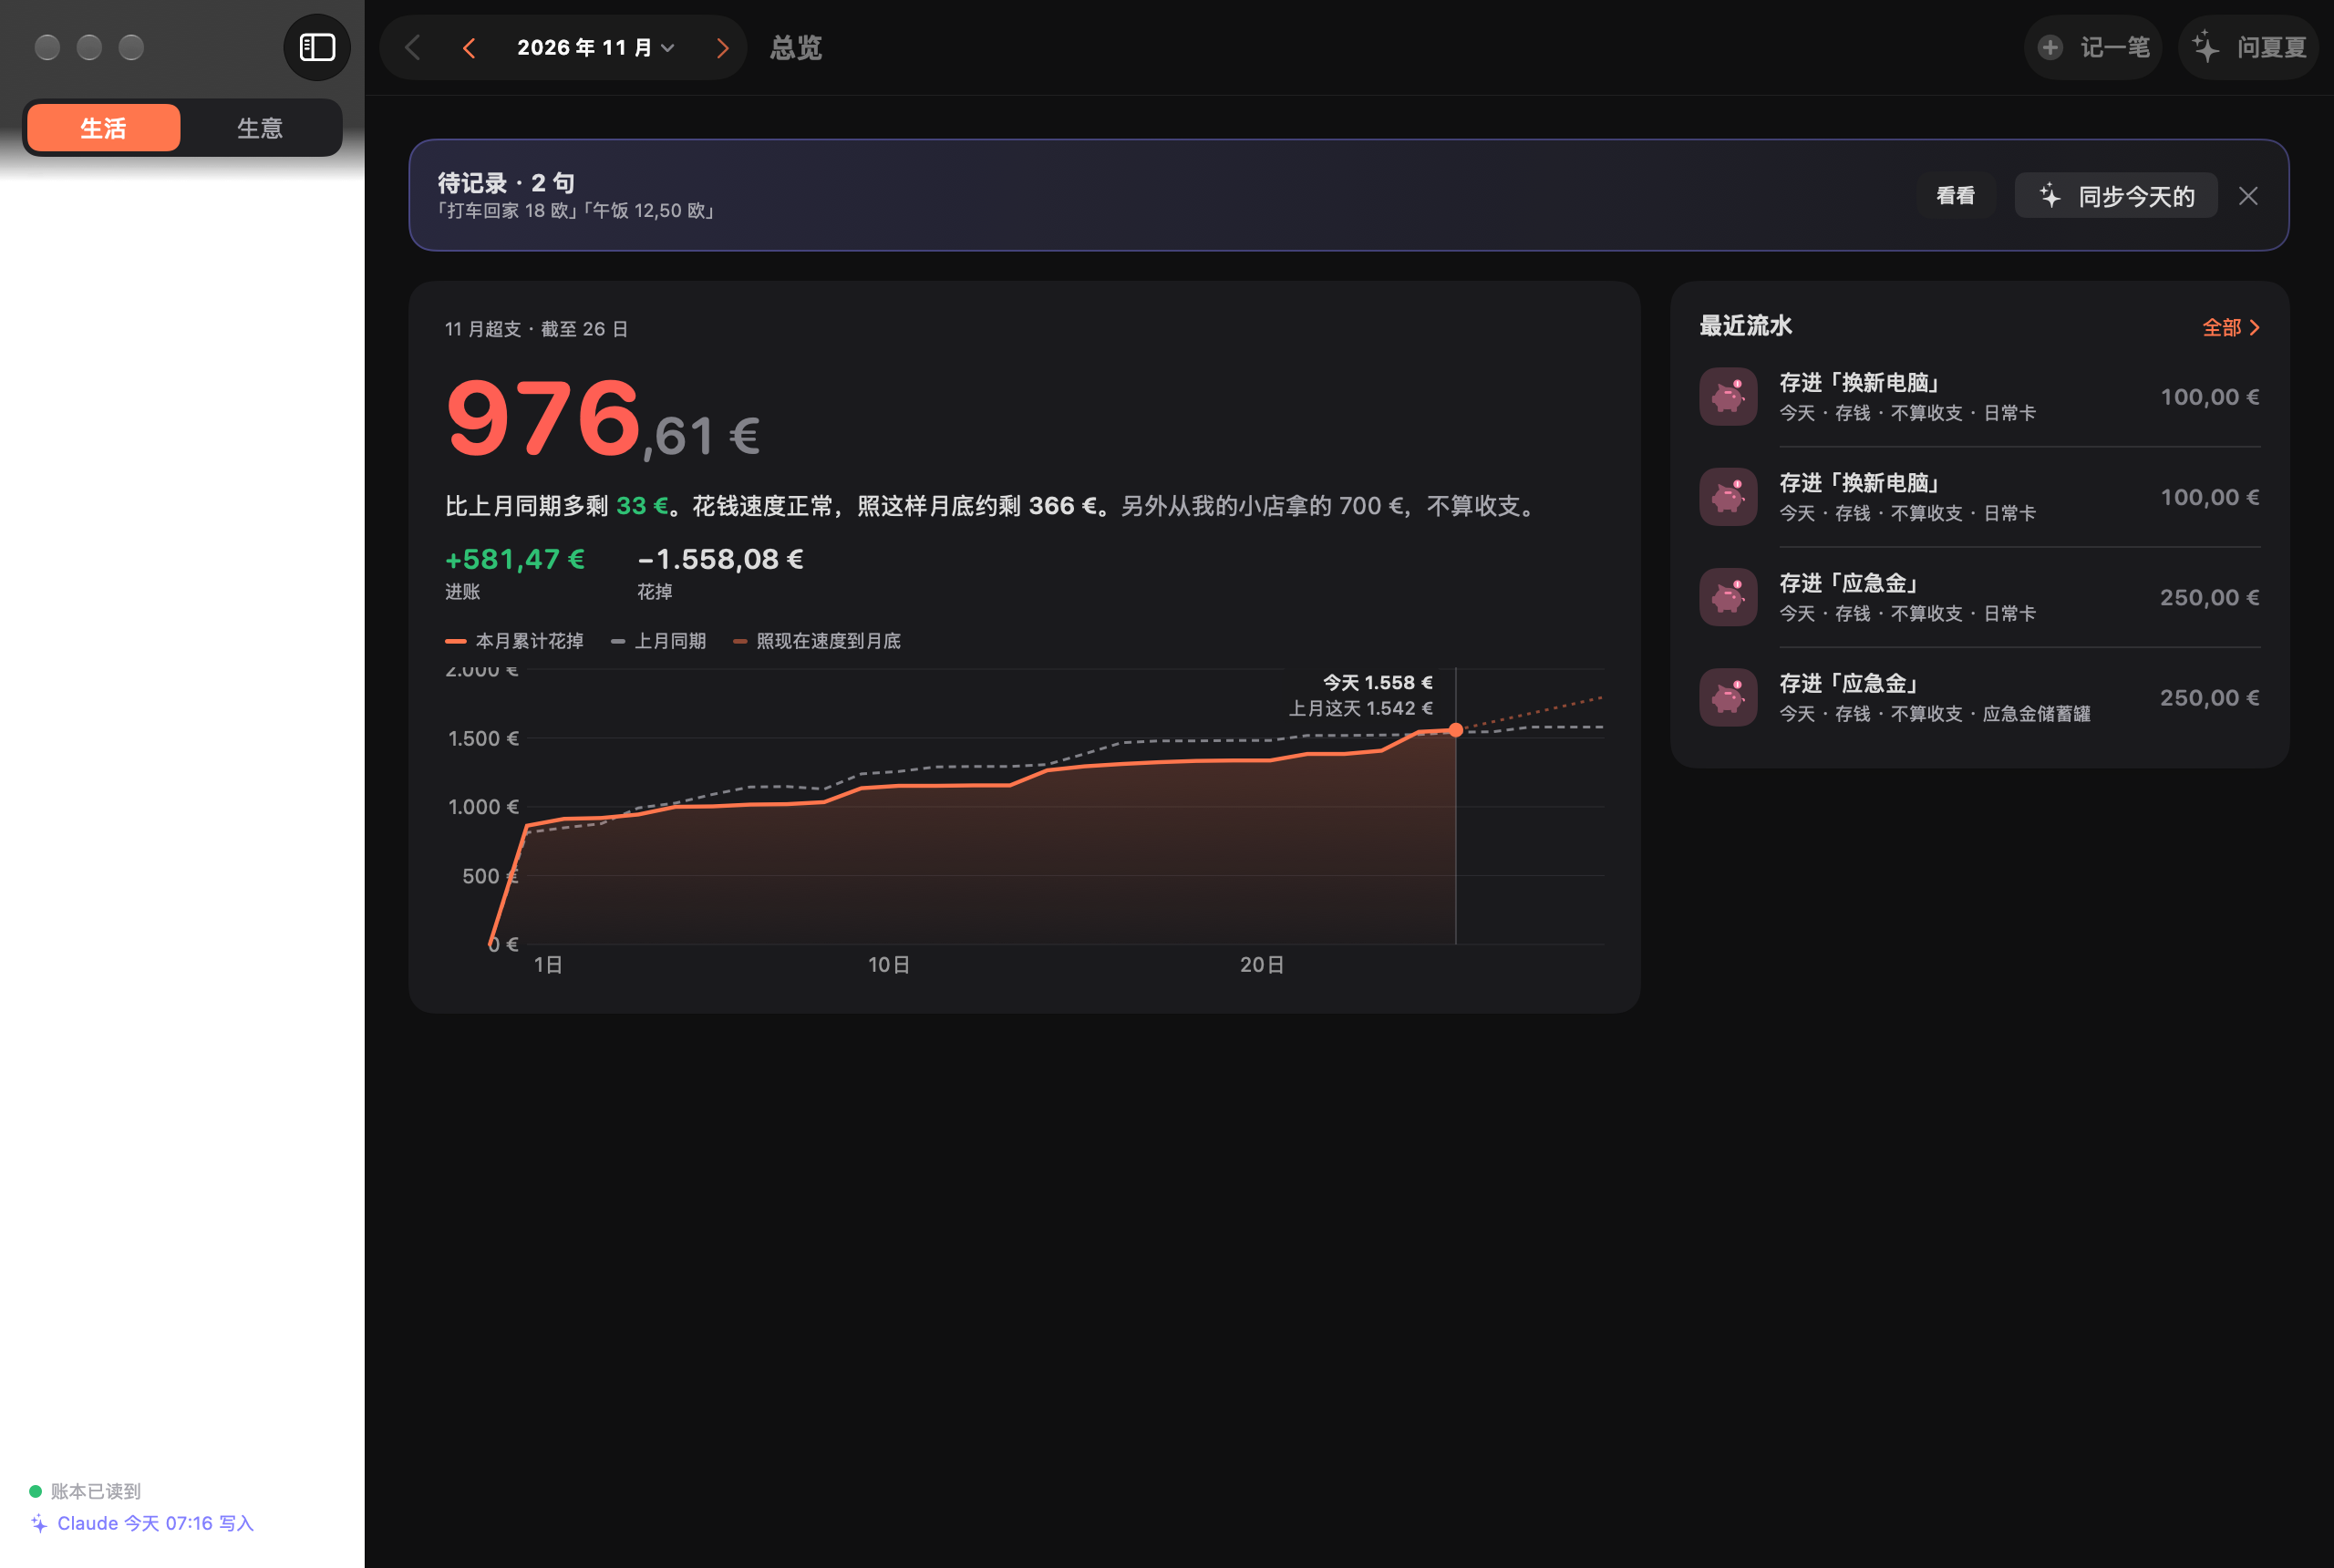 生活
生意
账本已读到
Claude 今天 07:16 写入
2026 年 11 月
总览
记一笔
问夏夏
待记录 · 2 句
「打车回家 18 欧」「午饭 12,50 欧」
看看
同步今天的
11 月超支 · 截至 26 日
976,61 €
比上月同期多剩 33 €。花钱速度正常，照这样月底约剩 366 €。另外从我的小店拿的 700 €，不算收支。
+581,47 €
进账
−1.558,08 €
花掉
本月累计花掉
上月同期
照现在速度到月底
2.000 €
1.500 €
1.000 €
500 €
0 €
今天 1.558 €
上月这天 1.542 €
1日
10日
20日
最近流水
全部
存进「换新电脑」
今天 · 存钱 · 不算收支 · 日常卡
100,00 €
存进「换新电脑」
今天 · 存钱 · 不算收支 · 日常卡
100,00 €
存进「应急金」
今天 · 存钱 · 不算收支 · 日常卡
250,00 €
存进「应急金」
今天 · 存钱 · 不算收支 · 应急金储蓄罐
250,00 €